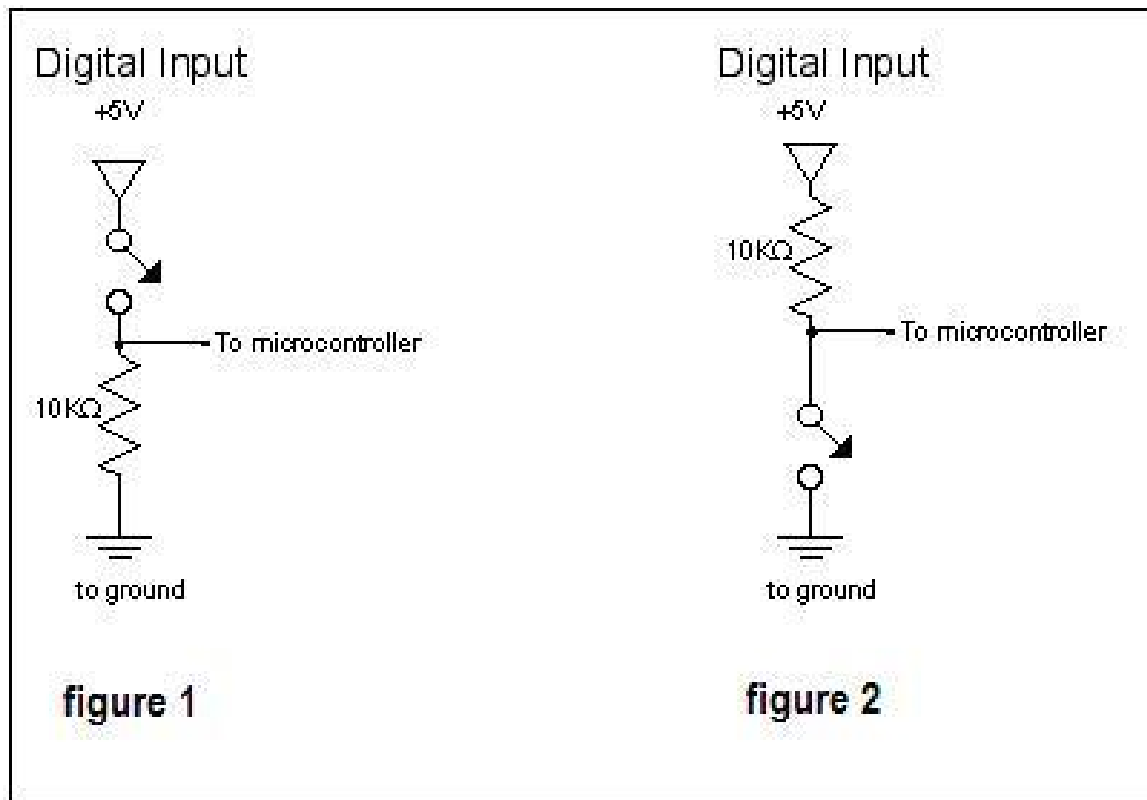 Digital Input
+5V
10KΩ
To microcontroller
to ground
figure 1
Digital Input
+5V
10KΩ
To microcontroller
to ground
figure 2